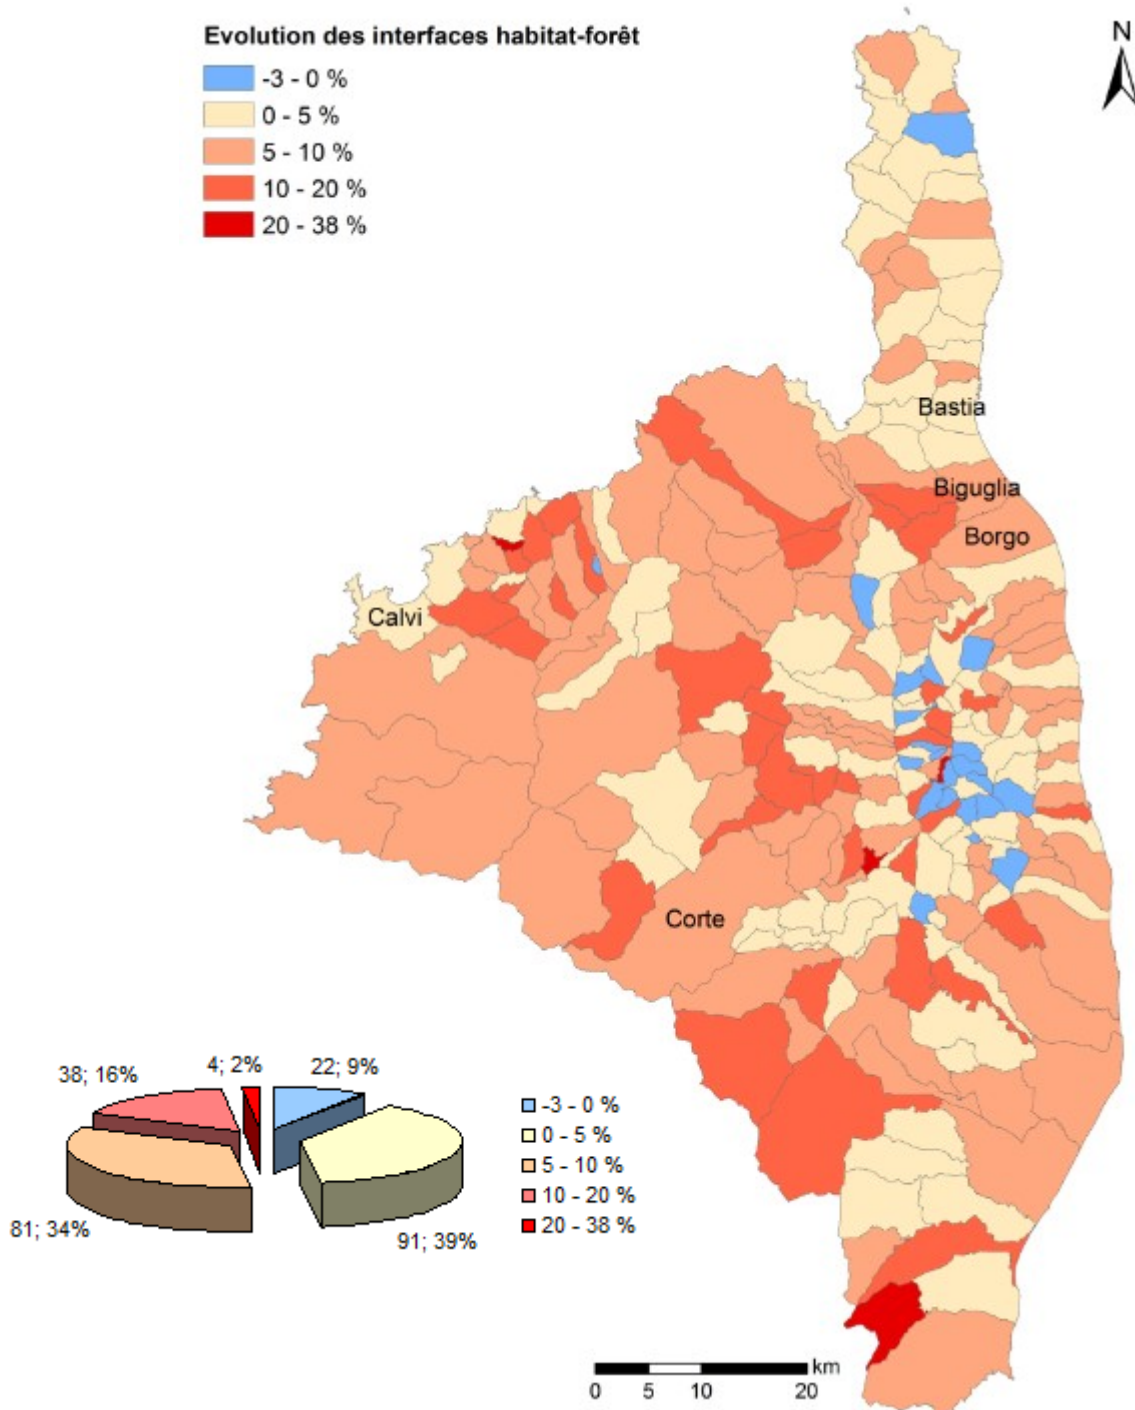 Evolution des interfaces habitat-forêt
-3 - 0 %
0 - 5 %
5 - 10 %
10 - 20 %
20 - 38 %
N
Bastia
Biguglia
Borgo
Calvi
Corte
38; 16%
4; 2%
22; 9%
81; 34%
91; 39%
-3 - 0 %
0 - 5 %
5 - 10 %
10 - 20 %
20 - 38 %
km
0 5 10 20